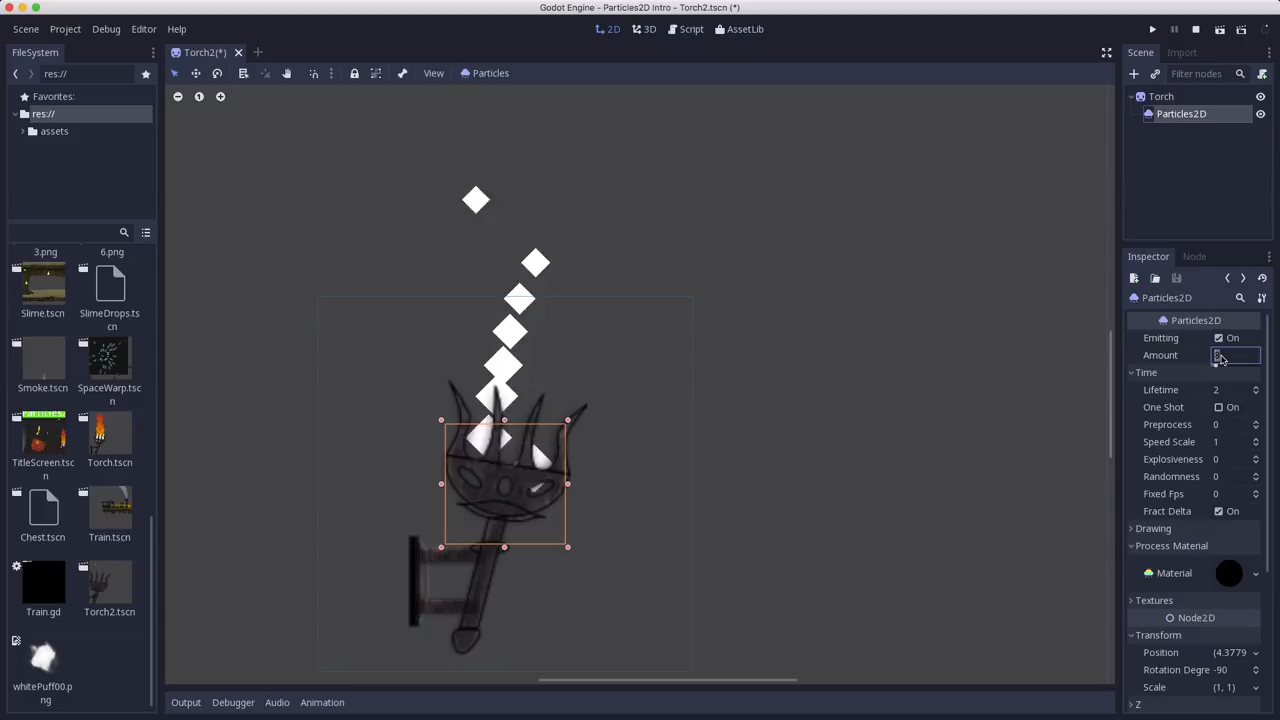 Godot Engine - Particles2D Intro - Torch2.tscn (*)
Scene Project Debug Editor Help
2D 3D Script AssetLib
FileSystem
res://
Favorites:
res://
assets
3.png 6.png
Slime.tscn SlimeDrops.ts
cn
Smoke.tscn SpaceWarp.tsc
n
TitleScreen.tsc
n
Torch.tscn
Chest.tscn Train.tscn
Train.gd Torch2.tscn
whitePuff00.p
ng
Torch2(*)
View Particles
Output Debugger Audio Animation
Scene Import
Filter nodes
Torch
Particles2D
Inspector Node
Particles2D
Particles2D
Emitting On
Amount
Time
Lifetime 2
One Shot On
Preprocess 0
Speed Scale 1
Explosiveness 0
Randomness 0
Fixed Fps 0
Fract Delta On
Drawing
Process Material
Material
Textures
Node2D
Transform
Position (4.3779
Rotation Degre -90
Scale (1, 1)
Z